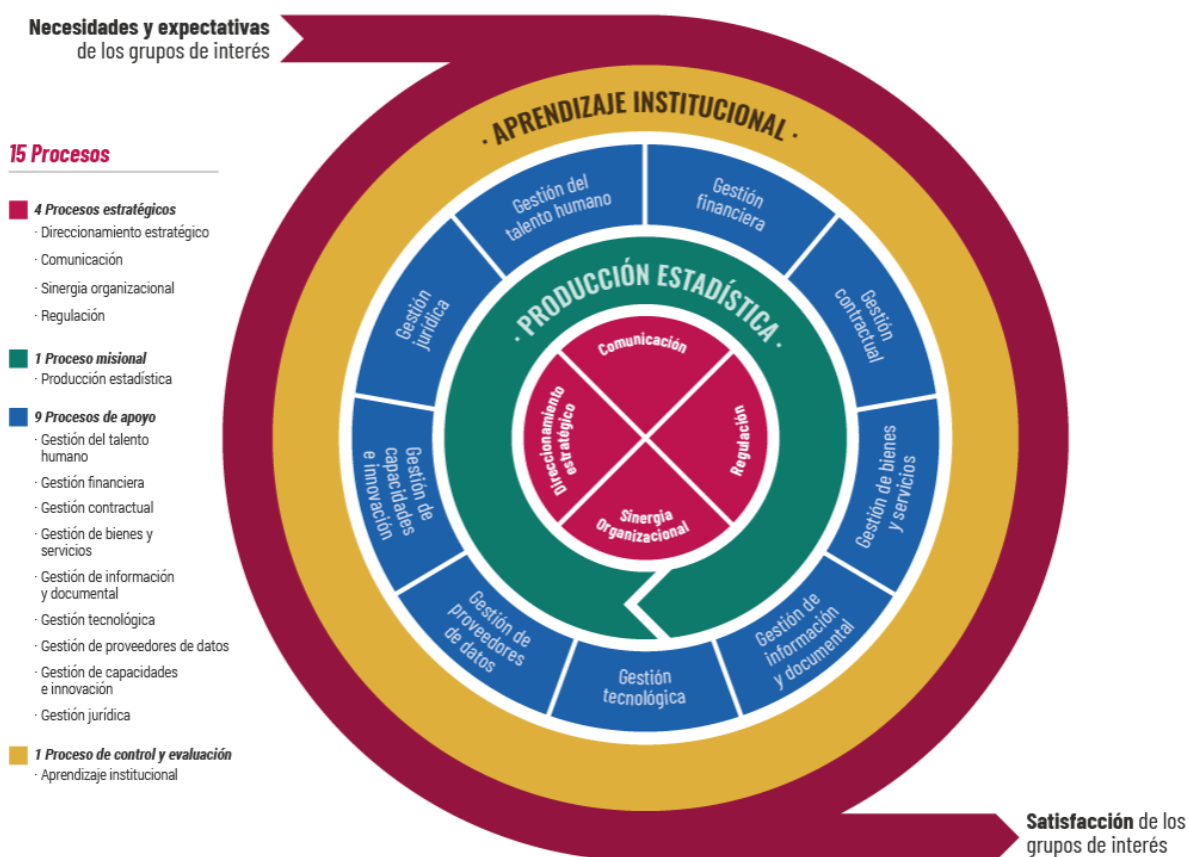 Necesidades y expectativas
de los grupos de interés
15 Procesos
4 Procesos estratégicos
· Direccionamiento estratégico
· Comunicación
· Sinergia organizacional
· Regulación
1 Proceso misional
· Producción estadística
9 Procesos de apoyo
· Gestión del talento
humano
· Gestión financiera
· Gestión contractual
· Gestión de bienes y
servicios
· Gestión de información
y documental
· Gestión tecnológica
· Gestión de proveedores de datos
· Gestión de capacidades
e innovación
· Gestión jurídica
1 Proceso de control y evaluación
· Aprendizaje institucional
· APRENDIZAJE INSTITUCIONAL ·
Gestión del
talento humano
Gestión
financiera
Gestión
contractual
Gestión de bienes
y servicios
Gestión de
información
y documental
Gestión
tecnológica
Gestión de
proveedores
de datos
Gestión de
capacidades
e innovación
Gestión
jurídica
· PRODUCCIÓN ESTADÍSTICA ·
Comunicación
Regulación
Sinergia
Organizacional
Direccionamiento
estratégico
Satisfacción de los
grupos de interés